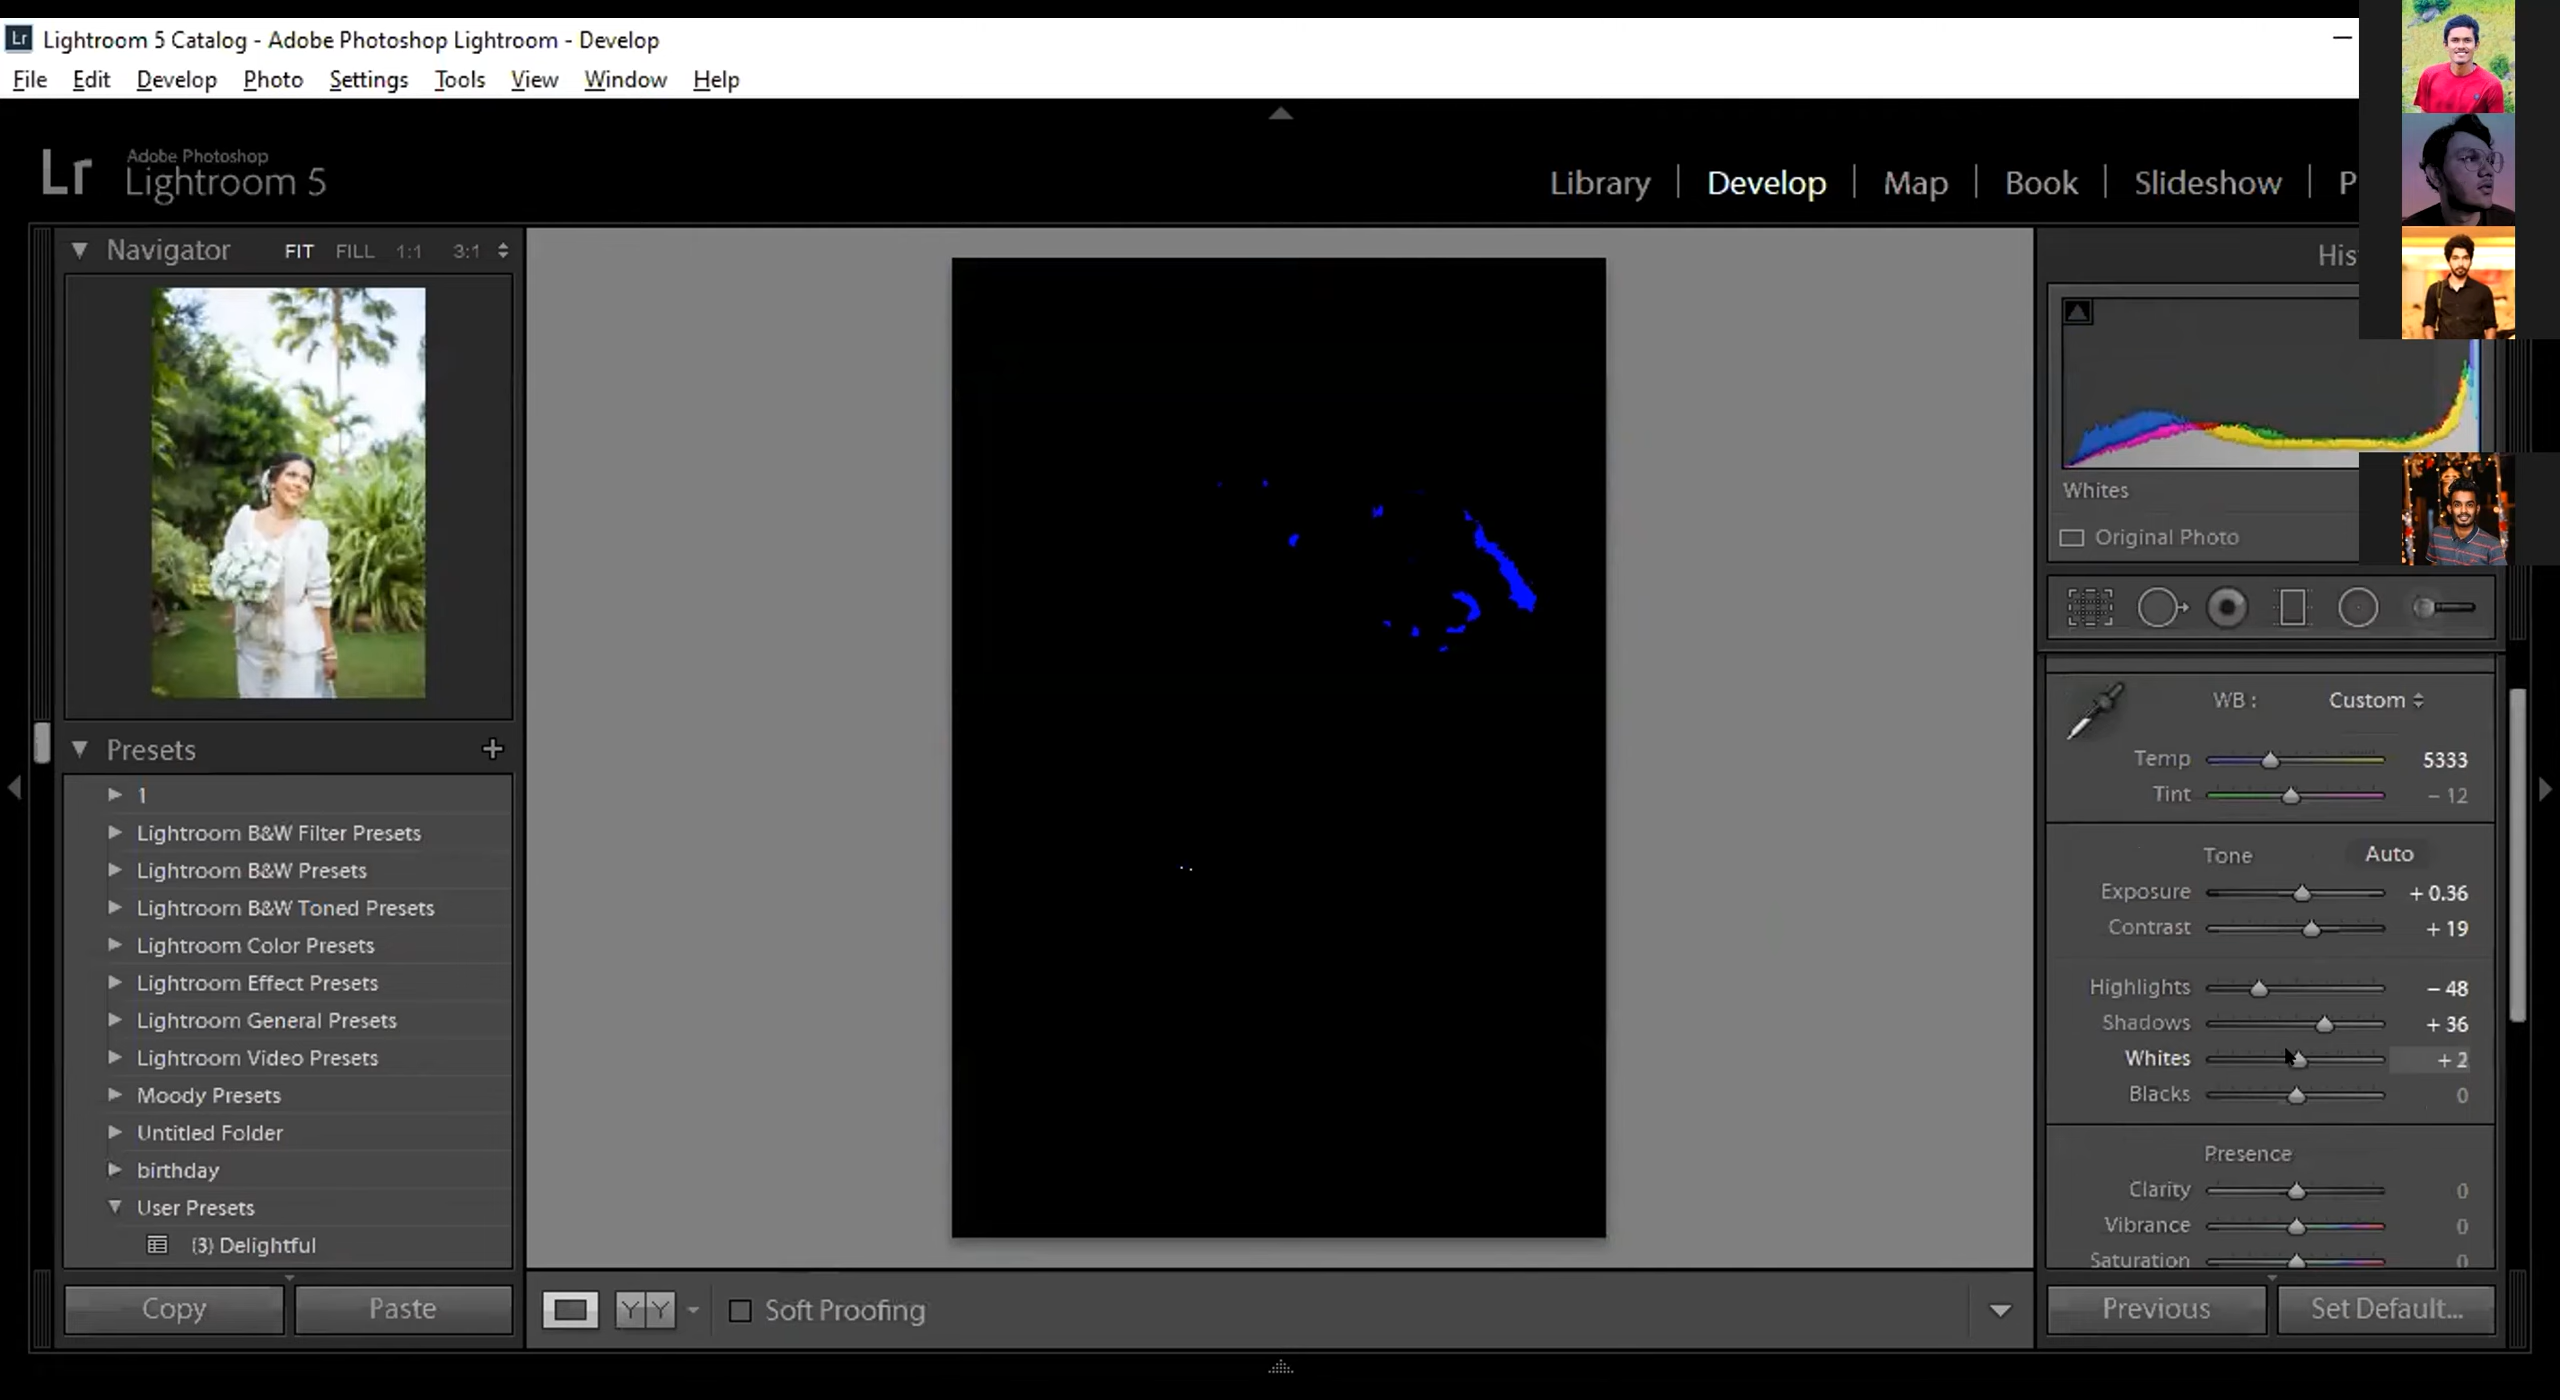 Lightroom 5 Catalog - Adobe Photoshop Lightroom - Develop
File Edit Develop Photo Settings Tools View Window Help
Lr Adobe Photoshop
Lightroom 5
Library | Develop | Map | Book | Slideshow | P
Navigator FIT FILL 1:1 3:1
Presets +
1
Lightroom B&W Filter Presets
Lightroom B&W Presets
Lightroom B&W Toned Presets
Lightroom Color Presets
Lightroom Effect Presets
Lightroom General Presets
Lightroom Video Presets
Moody Presets
Untitled Folder
birthday
User Presets
(3) Delightful
Copy Paste
Soft Proofing
His
Whites
Original Photo
WB : Custom
Temp 5333
Tint - 12
Tone Auto
Exposure + 0.36
Contrast + 19
Highlights - 48
Shadows + 36
Whites + 2
Blacks 0
Presence
Clarity 0
Vibrance 0
Saturation 0
Previous Set Default...